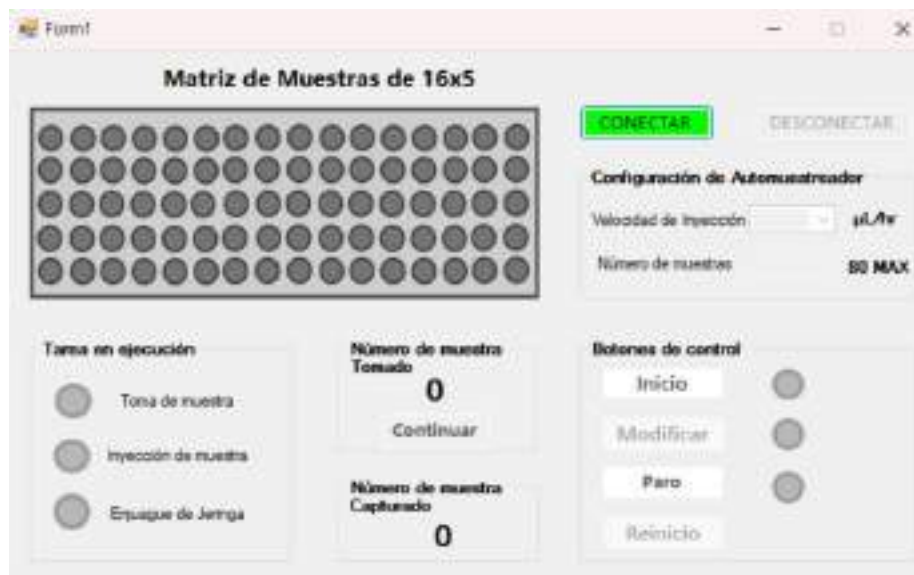 Form1
Matriz de Muestras de 16x5
CONECTAR
DESCONECTAR
Configuración de Automuestreador
Velocidad de Inyección
µL/hr
Número de muestras
80 MAX
Tarea en ejecución
Toma de muestra
Inyección de muestra
Enjuague de Jeringa
Número de muestra
Tomado
0
Continuar
Número de muestra
Capturado
0
Botones de control
Inicio
Modificar
Paro
Reinicio